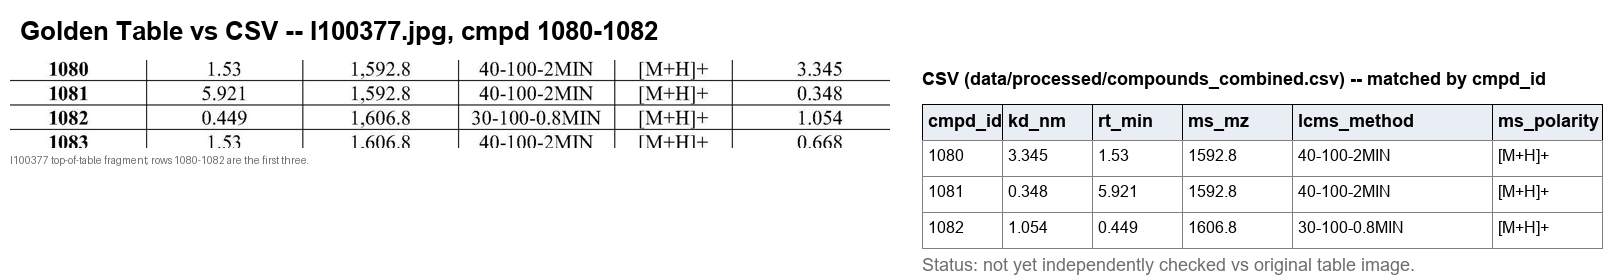 Golden Table vs CSV -- I100377.jpg, cmpd 1080-1082
1080 1.53 1,592.8 40-100-2MIN [M+H]+ 3.345
1081 5.921 1,592.8 40-100-2MIN [M+H]+ 0.348
1082 0.449 1,606.8 30-100-0.8MIN [M+H]+ 1.054
1083 1.53 1,606.8 40-100-2MIN [M+H]+ 0.668
I100377 top-of-table fragment; rows 1080-1082 are the first three.
CSV (data/processed/compounds_combined.csv) -- matched by cmpd_id
cmpd_id kd_nm rt_min ms_mz lcms_method ms_polarity
1080 3.345 1.53 1592.8 40-100-2MIN [M+H]+
1081 0.348 5.921 1592.8 40-100-2MIN [M+H]+
1082 1.054 0.449 1606.8 30-100-0.8MIN [M+H]+
Status: not yet independently checked vs original table image.